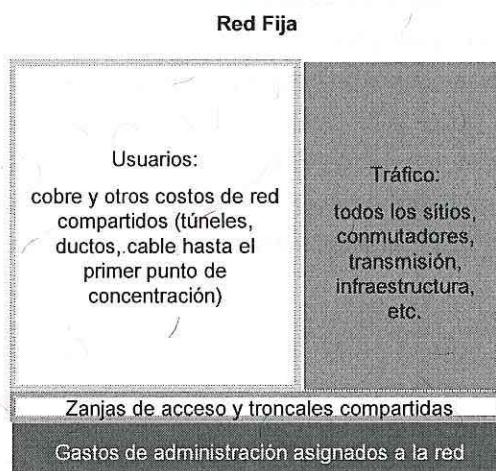 Red Fija
Usuarios:
cobre y otros costos de red
compartidos (túneles,
ductos, cable hasta el
primer punto de
concentración)
Tráfico:
todos los sitios,
conmutadores,
transmisión,
infraestructura,
etc.
Zanjas de acceso y troncales compartidas
Gastos de administración asignados a la red